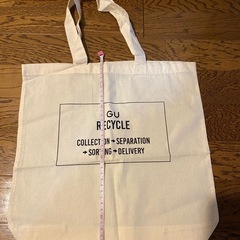 GU
RECYCLE
COLLECTION → SEPARATION
→ SORTING → DELIVERY